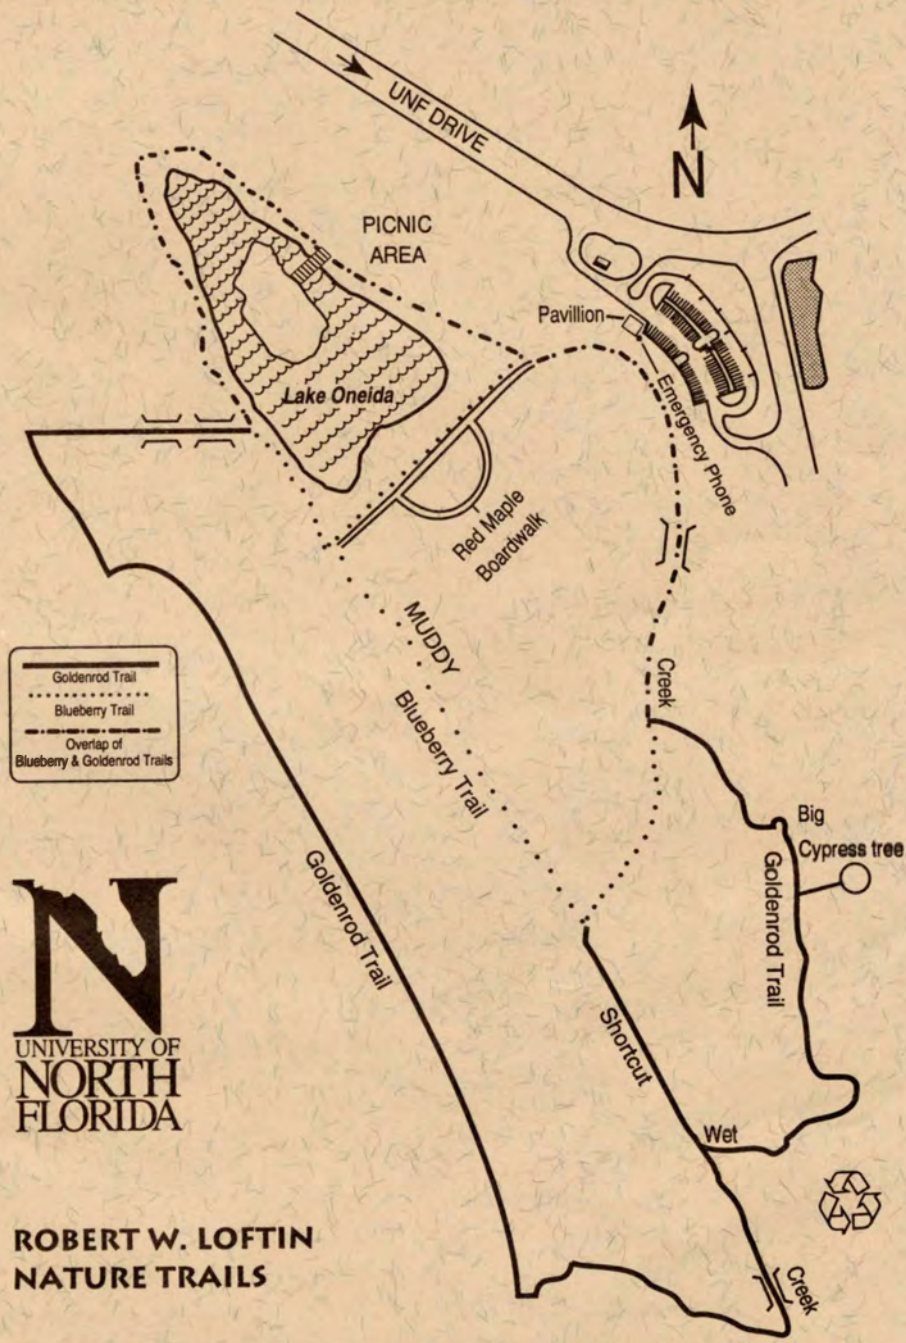 UNF DRIVE
N
PICNIC
AREA
Pavillion
Emergency Phone
Lake Oneida
Red Maple
Boardwalk
MUDDY
Blueberry Trail
Creek
Goldenrod Trail
Blueberry Trail
Overlap of
Blueberry & Goldenrod Trails
Big
Cypress tree
Goldenrod Trail
Goldenrod Trail
Shortcut
Wet
Creek
N
UNIVERSITY OF
NORTH
FLORIDA
ROBERT W. LOFTIN
NATURE TRAILS